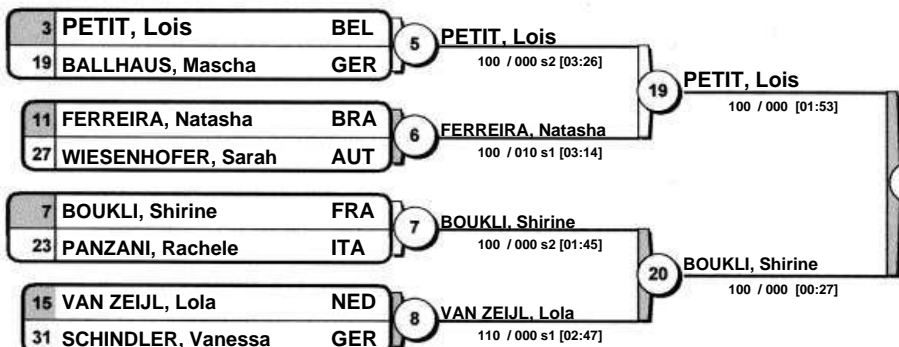 3 PETIT, Lois BEL
19 BALLHAUS, Mascha GER
5
PETIT, Lois
100 / 000 s2 [03:26]
11 FERREIRA, Natasha BRA
27 WIESENHOFER, Sarah AUT
6
FERREIRA, Natasha
100 / 010 s1 [03:14]
19
PETIT, Lois
100 / 000 [01:53]
7 BOUKLI, Shirine FRA
23 PANZANI, Rachele ITA
7
BOUKLI, Shirine
100 / 000 s2 [01:45]
15 VAN ZEIJL, Lola NED
31 SCHINDLER, Vanessa GER
8
VAN ZEIJL, Lola
110 / 000 s1 [02:47]
20
BOUKLI, Shirine
100 / 000 [00:27]